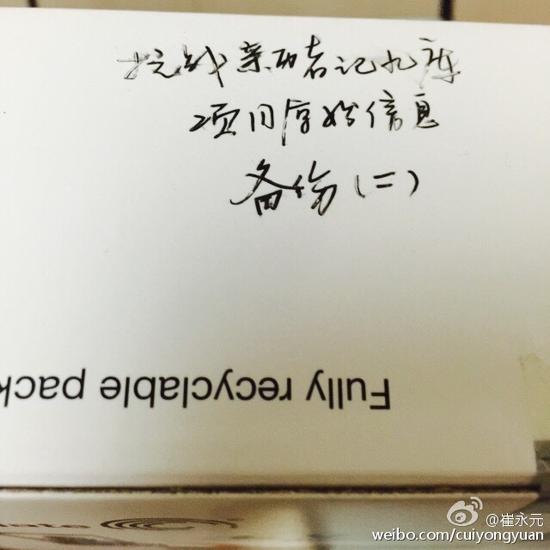 抗战亲历者记忆库
项目原始信息
备份(二)
Fully recyclable pack
@崔永元
weibo.com/cuiyongyuan